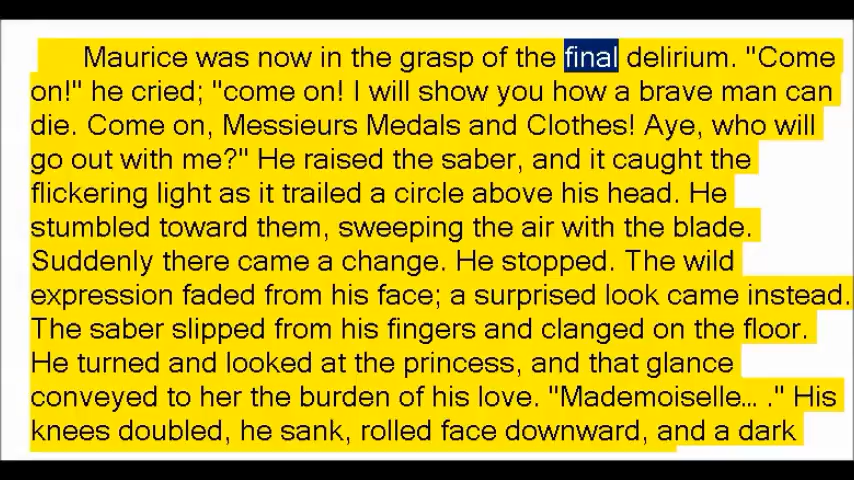 Maurice was now in the grasp of the final delirium. "Come
on!" he cried; "come on! I will show you how a brave man can
die. Come on, Messieurs Medals and Clothes! Aye, who will
go out with me?" He raised the saber, and it caught the
flickering light as it trailed a circle above his head. He
stumbled toward them, sweeping the air with the blade.
Suddenly there came a change. He stopped. The wild
expression faded from his face; a surprised look came instead.
The saber slipped from his fingers and clanged on the floor.
He turned and looked at the princess, and that glance
conveyed to her the burden of his love. "Mademoiselle... ." His
knees doubled, he sank, rolled face downward, and a dark